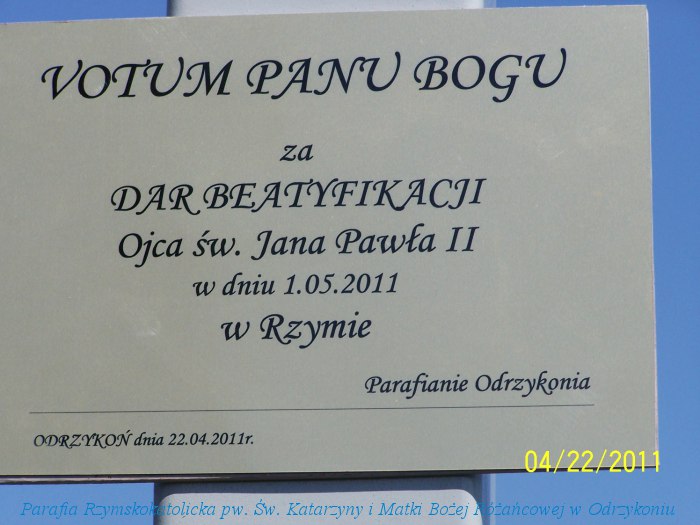 VOTUM PANU BOGU
za
DAR BEATYFIKACJI
Ojca św. Jana Pawła II
w dniu 1.05.2011
w Rzymie
Parafianie Odrzykonia
ODRZYKOŃ dnia 22.04.2011r.
04/22/2011
Parafia Rzymskokatolicka pw. Św. Katarzyny i Matki Bożej Różańcowej w Odrzykoniu